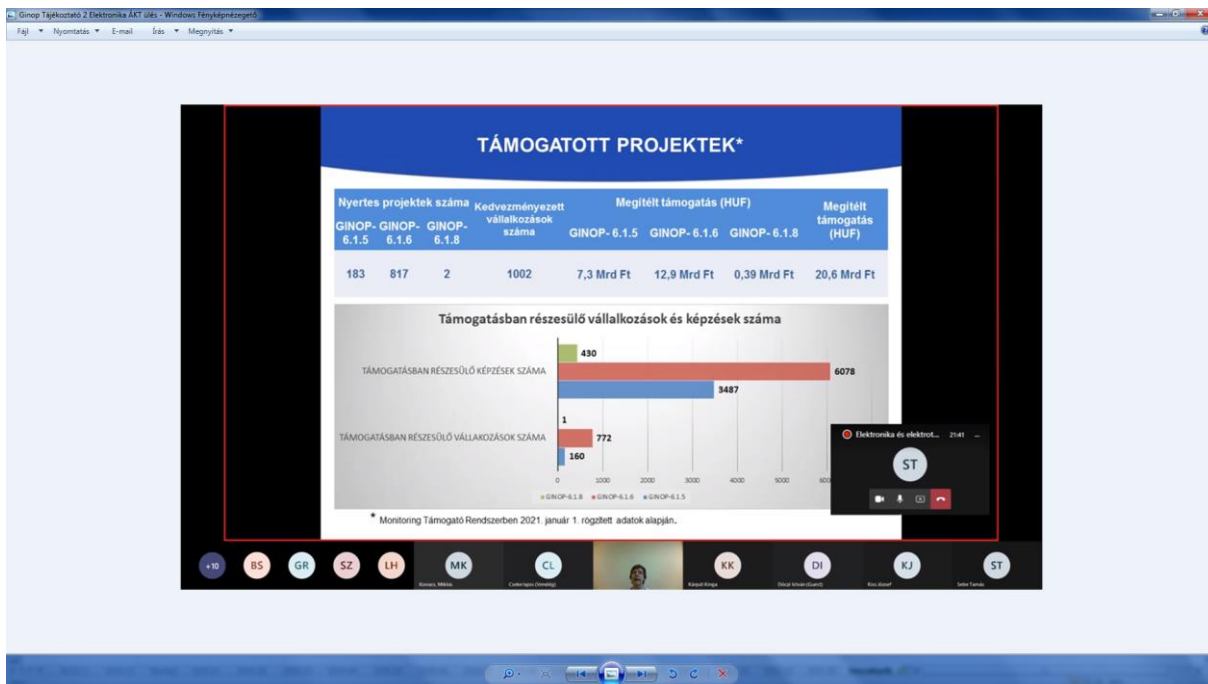 Ginop Tájékoztató 2 Elektronika ÁKT ülés - Windows Fényképnézegető
Fájl Nyomtatás E-mail Írás Megnyitás
TÁMOGATOTT PROJEKTEK*
Nyertes projektek száma
GINOP-6.1.5 GINOP-6.1.6 GINOP-6.1.8
Kedvezményezett
vállalkozások
száma
Megítélt támogatás (HUF)
GINOP- 6.1.5 GINOP- 6.1.6 GINOP- 6.1.8
Megítélt
támogatás
(HUF)
183 817 2 1002 7,3 Mrd Ft 12,9 Mrd Ft 0,39 Mrd Ft 20,6 Mrd Ft
Támogatásban részesülő vállalkozások és képzések száma
430
TÁMOGATÁSBAN RÉSZESÜLŐ KÉPZÉSEK SZÁMA 6078
3487
1
TÁMOGATÁSBAN RÉSZESÜLŐ VÁLLAKOZÁSOK SZÁMA 772
160
0 1000 2000 3000 4000 5000
GINOP-6.1.8 GINOP-6.1.6 GINOP-6.1.5
Elektronika és elektrot... 21:41 ...
ST
* Monitoring Támogató Rendszerben 2021. január 1. rögzített adatok alapján.
+10 BS GR SZ LH MK CL KK DI KJ ST
Kovacs, Miklos Kárpáti Kinga Kiss József Sebe Tamás